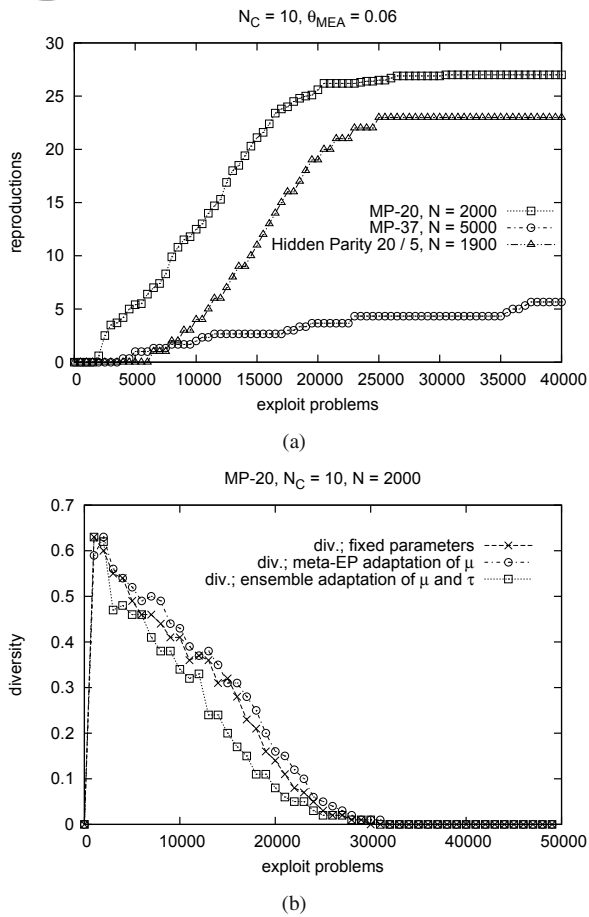 N_C = 10, θ_MEA = 0.06
30
25
20
15
10
5
0
reproductions
MP-20, N = 2000
MP-37, N = 5000
Hidden Parity 20 / 5, N = 1900
0 5000 10000 15000 20000 25000 30000 35000 40000
exploit problems
(a)
MP-20, N_C = 10, N = 2000
0.7
0.6
0.5
0.4
0.3
0.2
0.1
0
diversity
div.; fixed parameters
div.; meta-EP adaptation of μ
div.; ensemble adaptation of μ and τ
0 10000 20000 30000 40000 50000
exploit problems
(b)